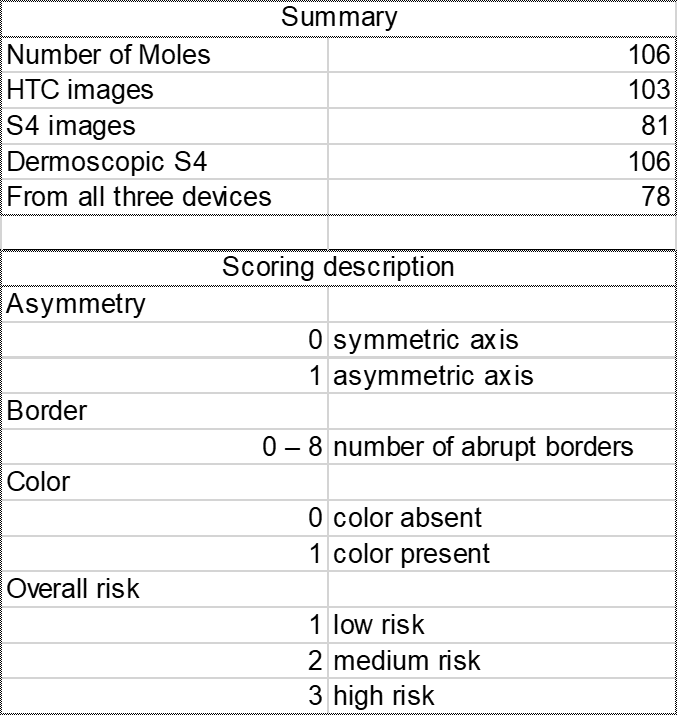 Summary
Number of Moles 106
HTC images 103
S4 images 81
Dermoscopic S4 106
From all three devices 78
Scoring description
Asymmetry
0 symmetric axis
1 asymmetric axis
Border
0 – 8 number of abrupt borders
Color
0 color absent
1 color present
Overall risk
1 low risk
2 medium risk
3 high risk